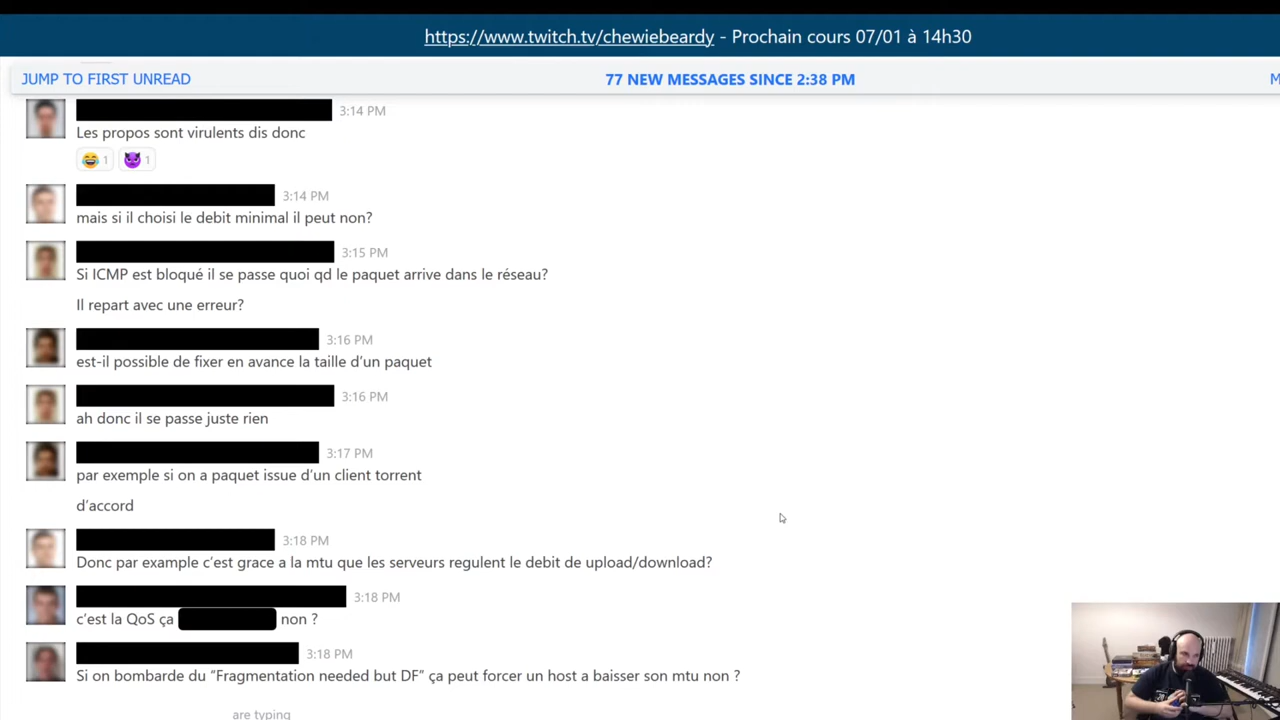 https://www.twitch.tv/chewiebeardy - Prochain cours 07/01 à 14h30
JUMP TO FIRST UNREAD
77 NEW MESSAGES SINCE 2:38 PM
M
3:14 PM
Les propos sont virulents dis donc
😂 1 😈 1
3:14 PM
mais si il choisi le debit minimal il peut non?
3:15 PM
Si ICMP est bloqué il se passe quoi qd le paquet arrive dans le réseau?
Il repart avec une erreur?
3:16 PM
est-il possible de fixer en avance la taille d'un paquet
3:16 PM
ah donc il se passe juste rien
3:17 PM
par exemple si on a paquet issue d'un client torrent
d'accord
3:18 PM
Donc par example c'est grace a la mtu que les serveurs regulent le debit de upload/download?
3:18 PM
c'est la QoS ça non ?
3:18 PM
Si on bombarde du “Fragmentation needed but DF” ça peut forcer un host a baisser son mtu non ?
are typing